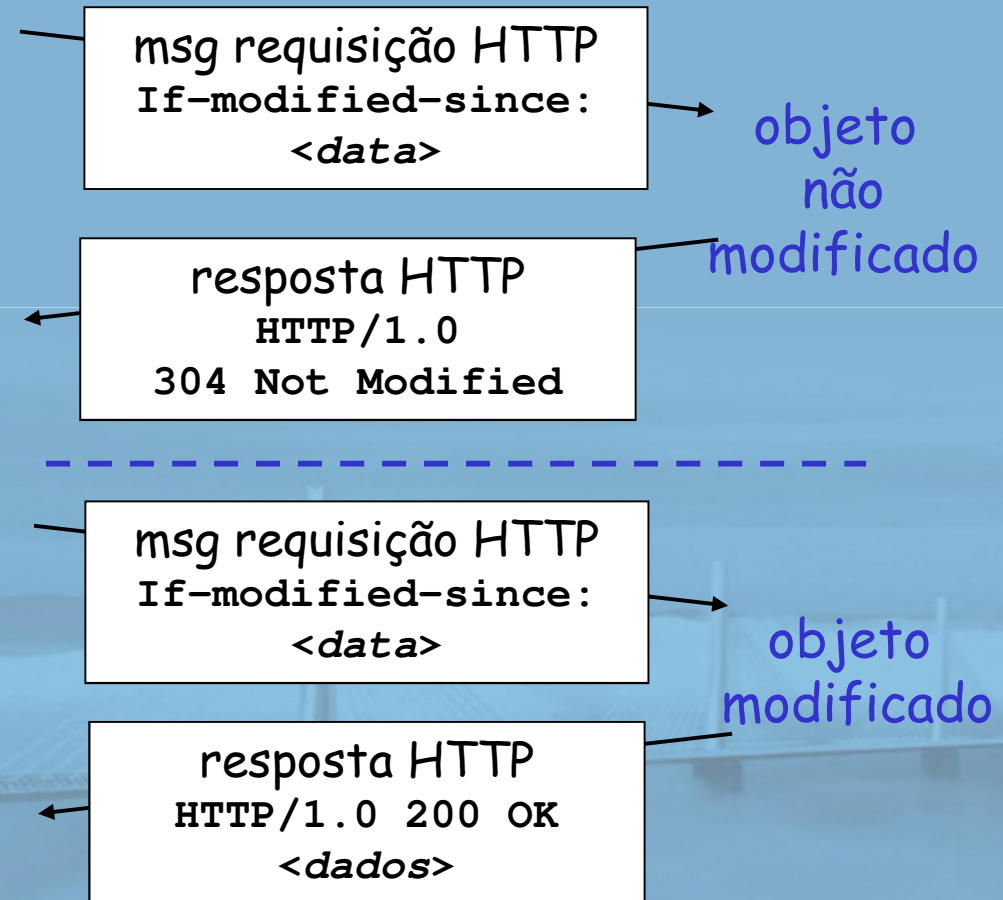 msg requisição HTTP
If-modified-since:
<data>
objeto
não
modificado
resposta HTTP
HTTP/1.0
304 Not Modified
msg requisição HTTP
If-modified-since:
<data>
objeto
modificado
resposta HTTP
HTTP/1.0 200 OK
<dados>